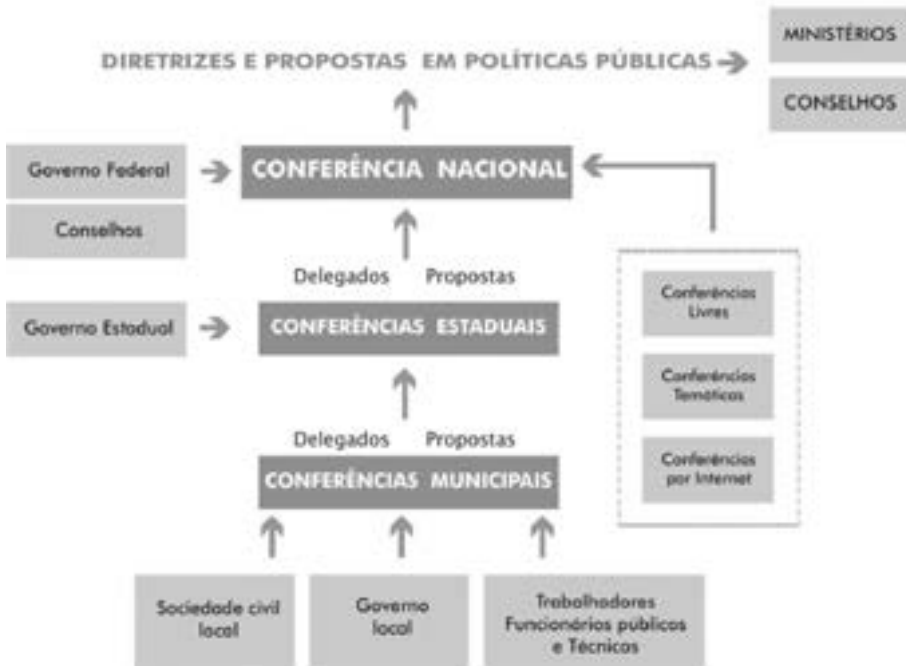 MINISTÉRIOS
DIRETRIZES E PROPOSTAS EM POLÍTICAS PÚBLICAS
CONSELHOS
Governo Federal
CONFERÊNCIA NACIONAL
Conselhos
Delegados Propostas
Governo Estadual
CONFERÊNCIAS ESTADUAIS
Conferências
Livres
Conferências
Temáticas
Delegados Propostas
CONFERÊNCIAS MUNICIPAIS
Conferências
por Internet
Sociedade civil
local
Governo
local
Trabalhadores
Funcionários públicos
e Técnicos